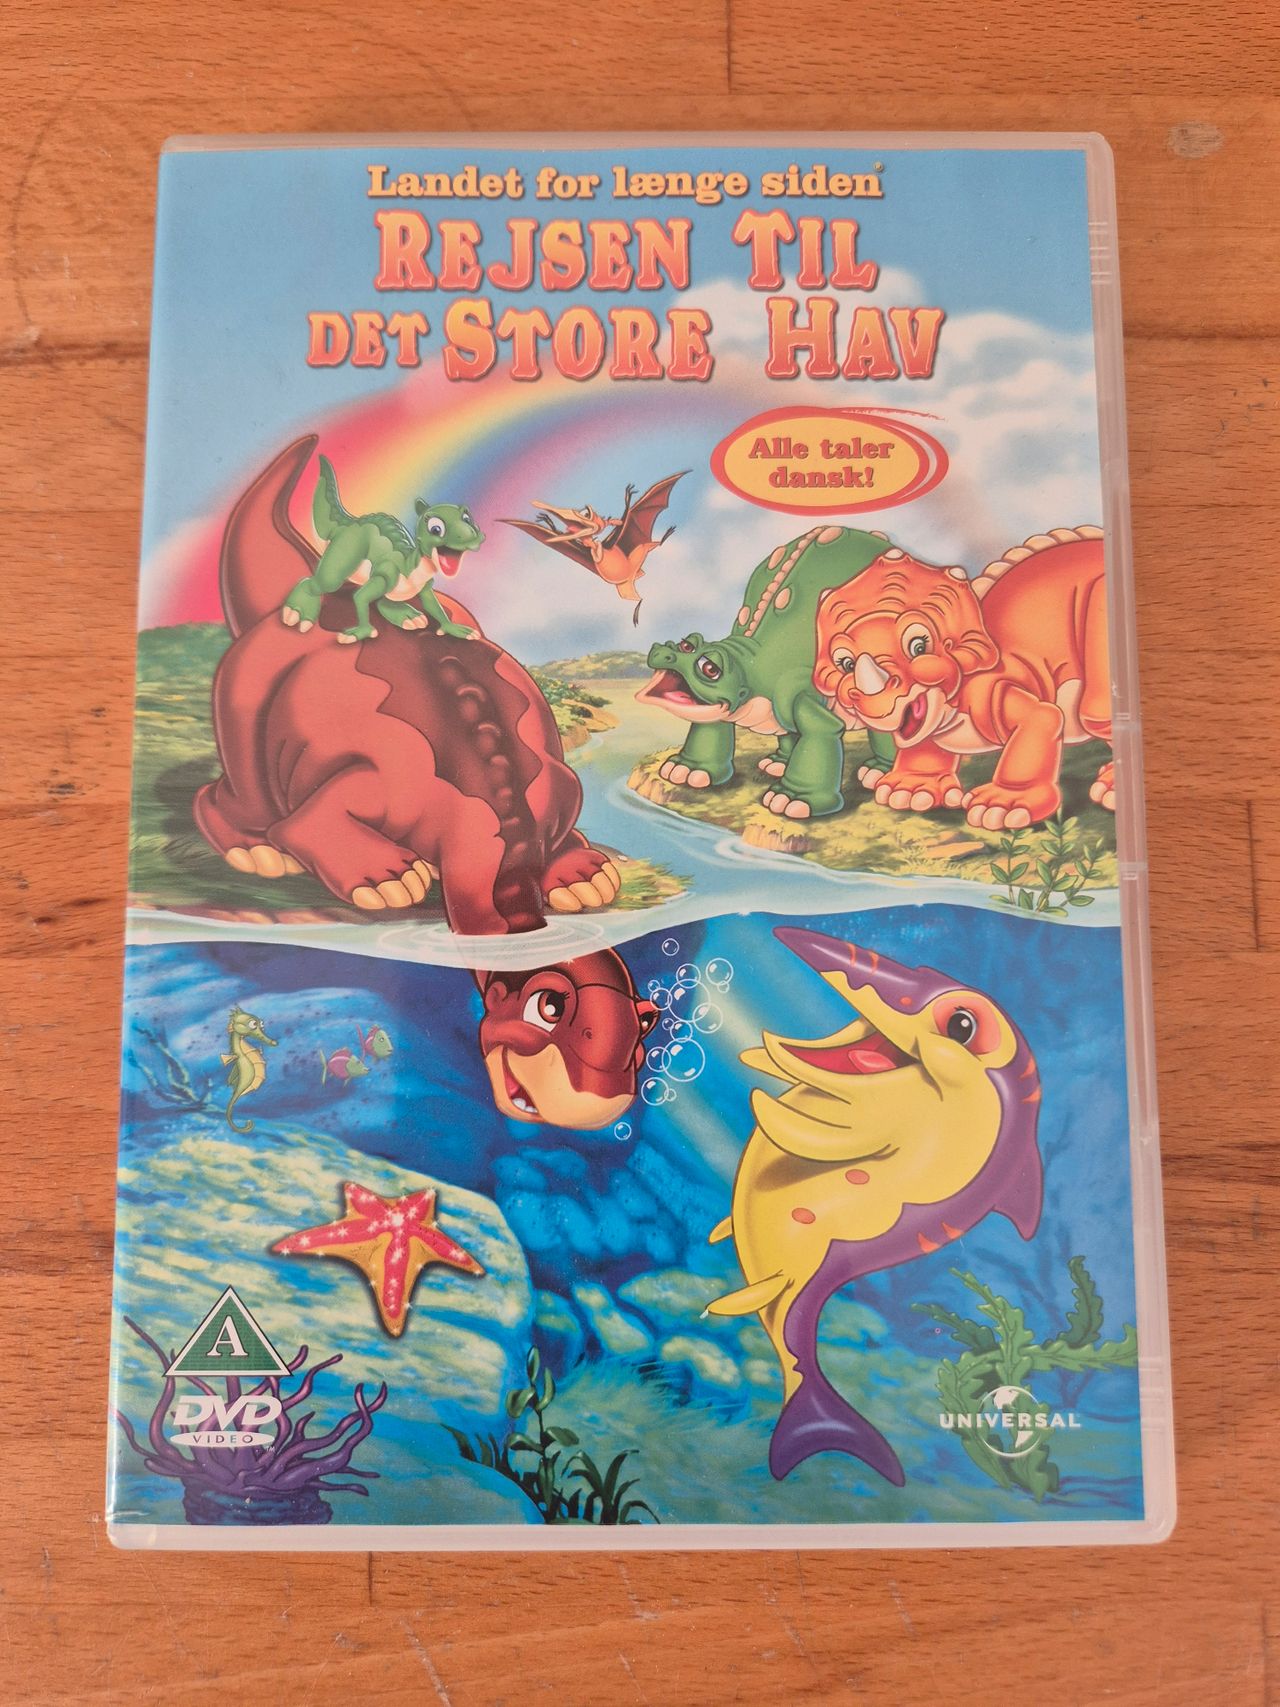 Landet for længe siden
REJSEN TIL
DET STORE HAV
Alle taler
dansk!
A
DVD
VIDEO
UNIVERSAL